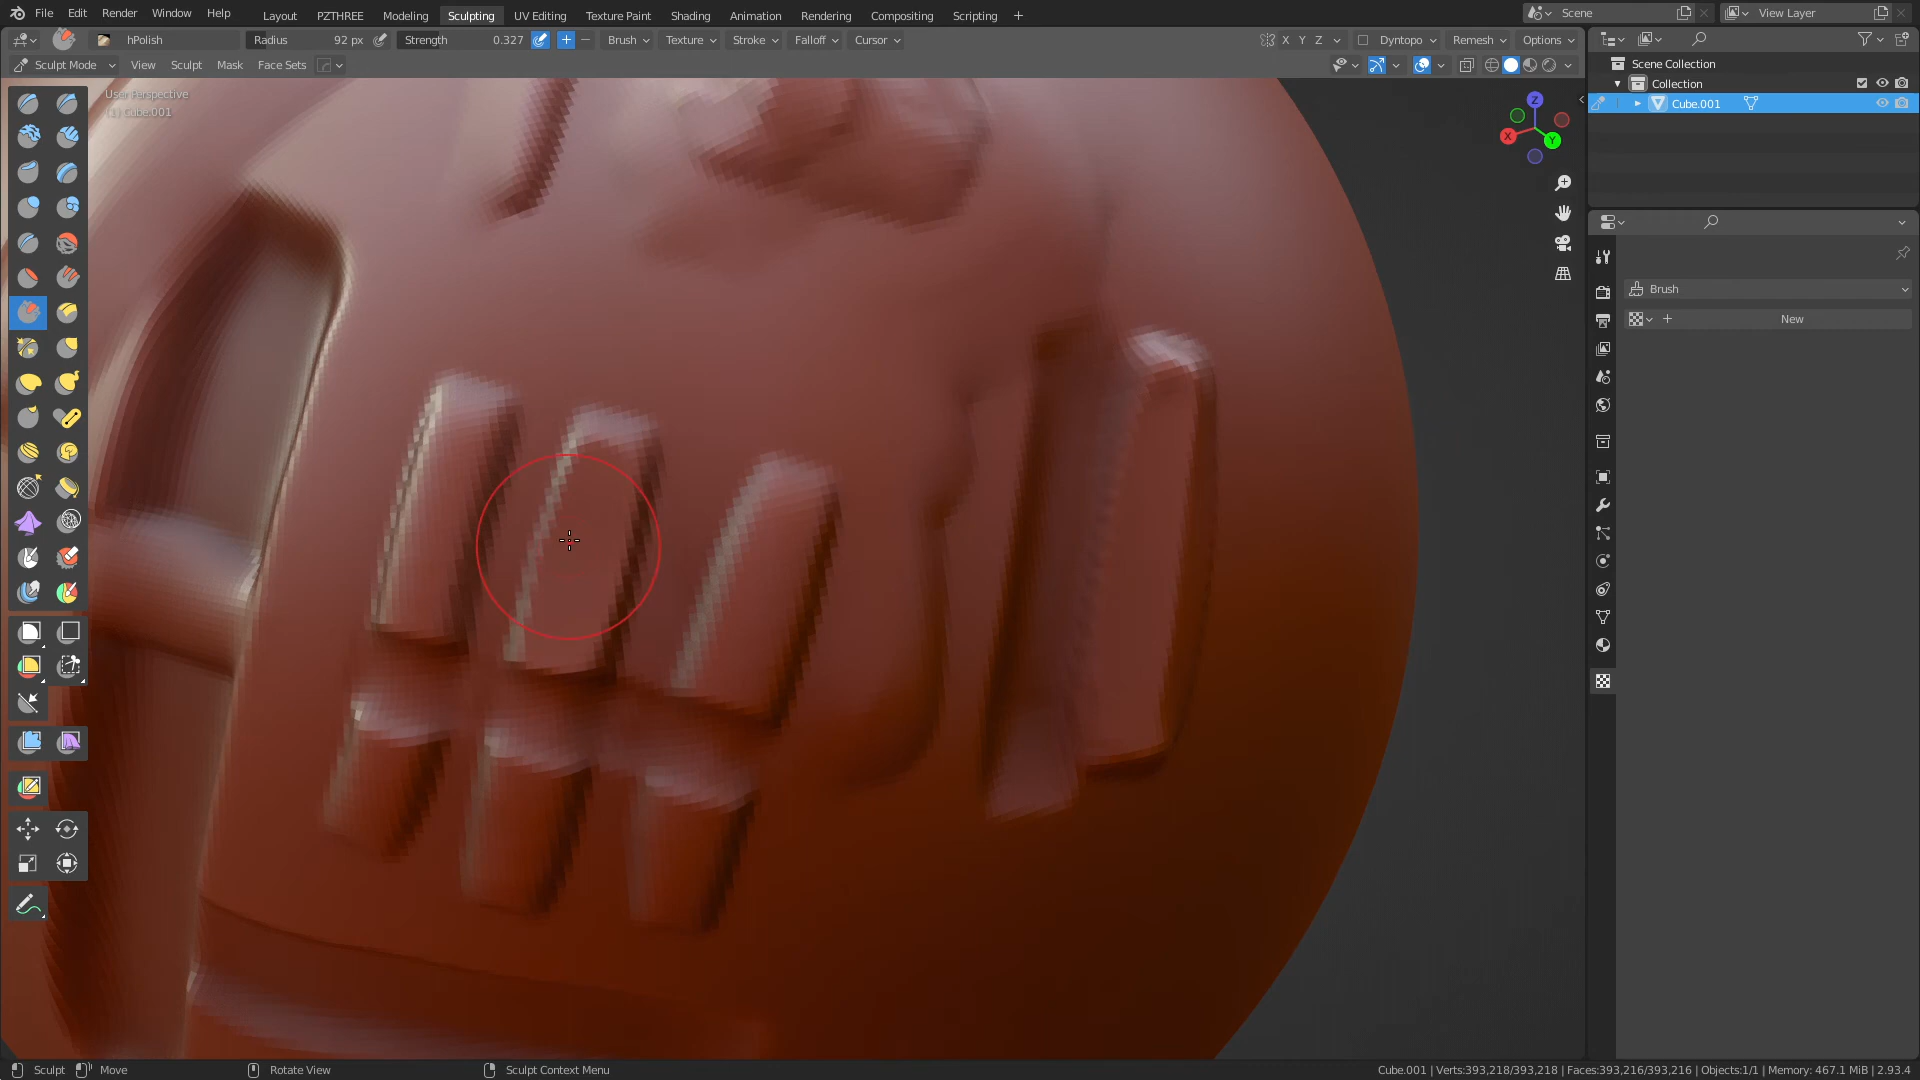 File Edit Render Window Help Layout PZTHREE Modeling Sculpting UV Editing Texture Paint Shading Animation Rendering Compositing Scripting + Scene View Layer
hPolish Radius 92 px Strength 0.327 + − Brush Texture Stroke Falloff Cursor X Y Z Dyntopo Remesh Options
Sculpt Mode View Sculpt Mask Face Sets
User Perspective
(1) Cube.001
Z
X
Y
Scene Collection
Collection
Cube.001
Brush
+ New
Sculpt Move Rotate View Sculpt Context Menu Cube.001 | Verts:393,218/393,218 | Faces:393,216/393,216 | Objects:1/1 | Memory: 467.1 MiB | 2.93.4